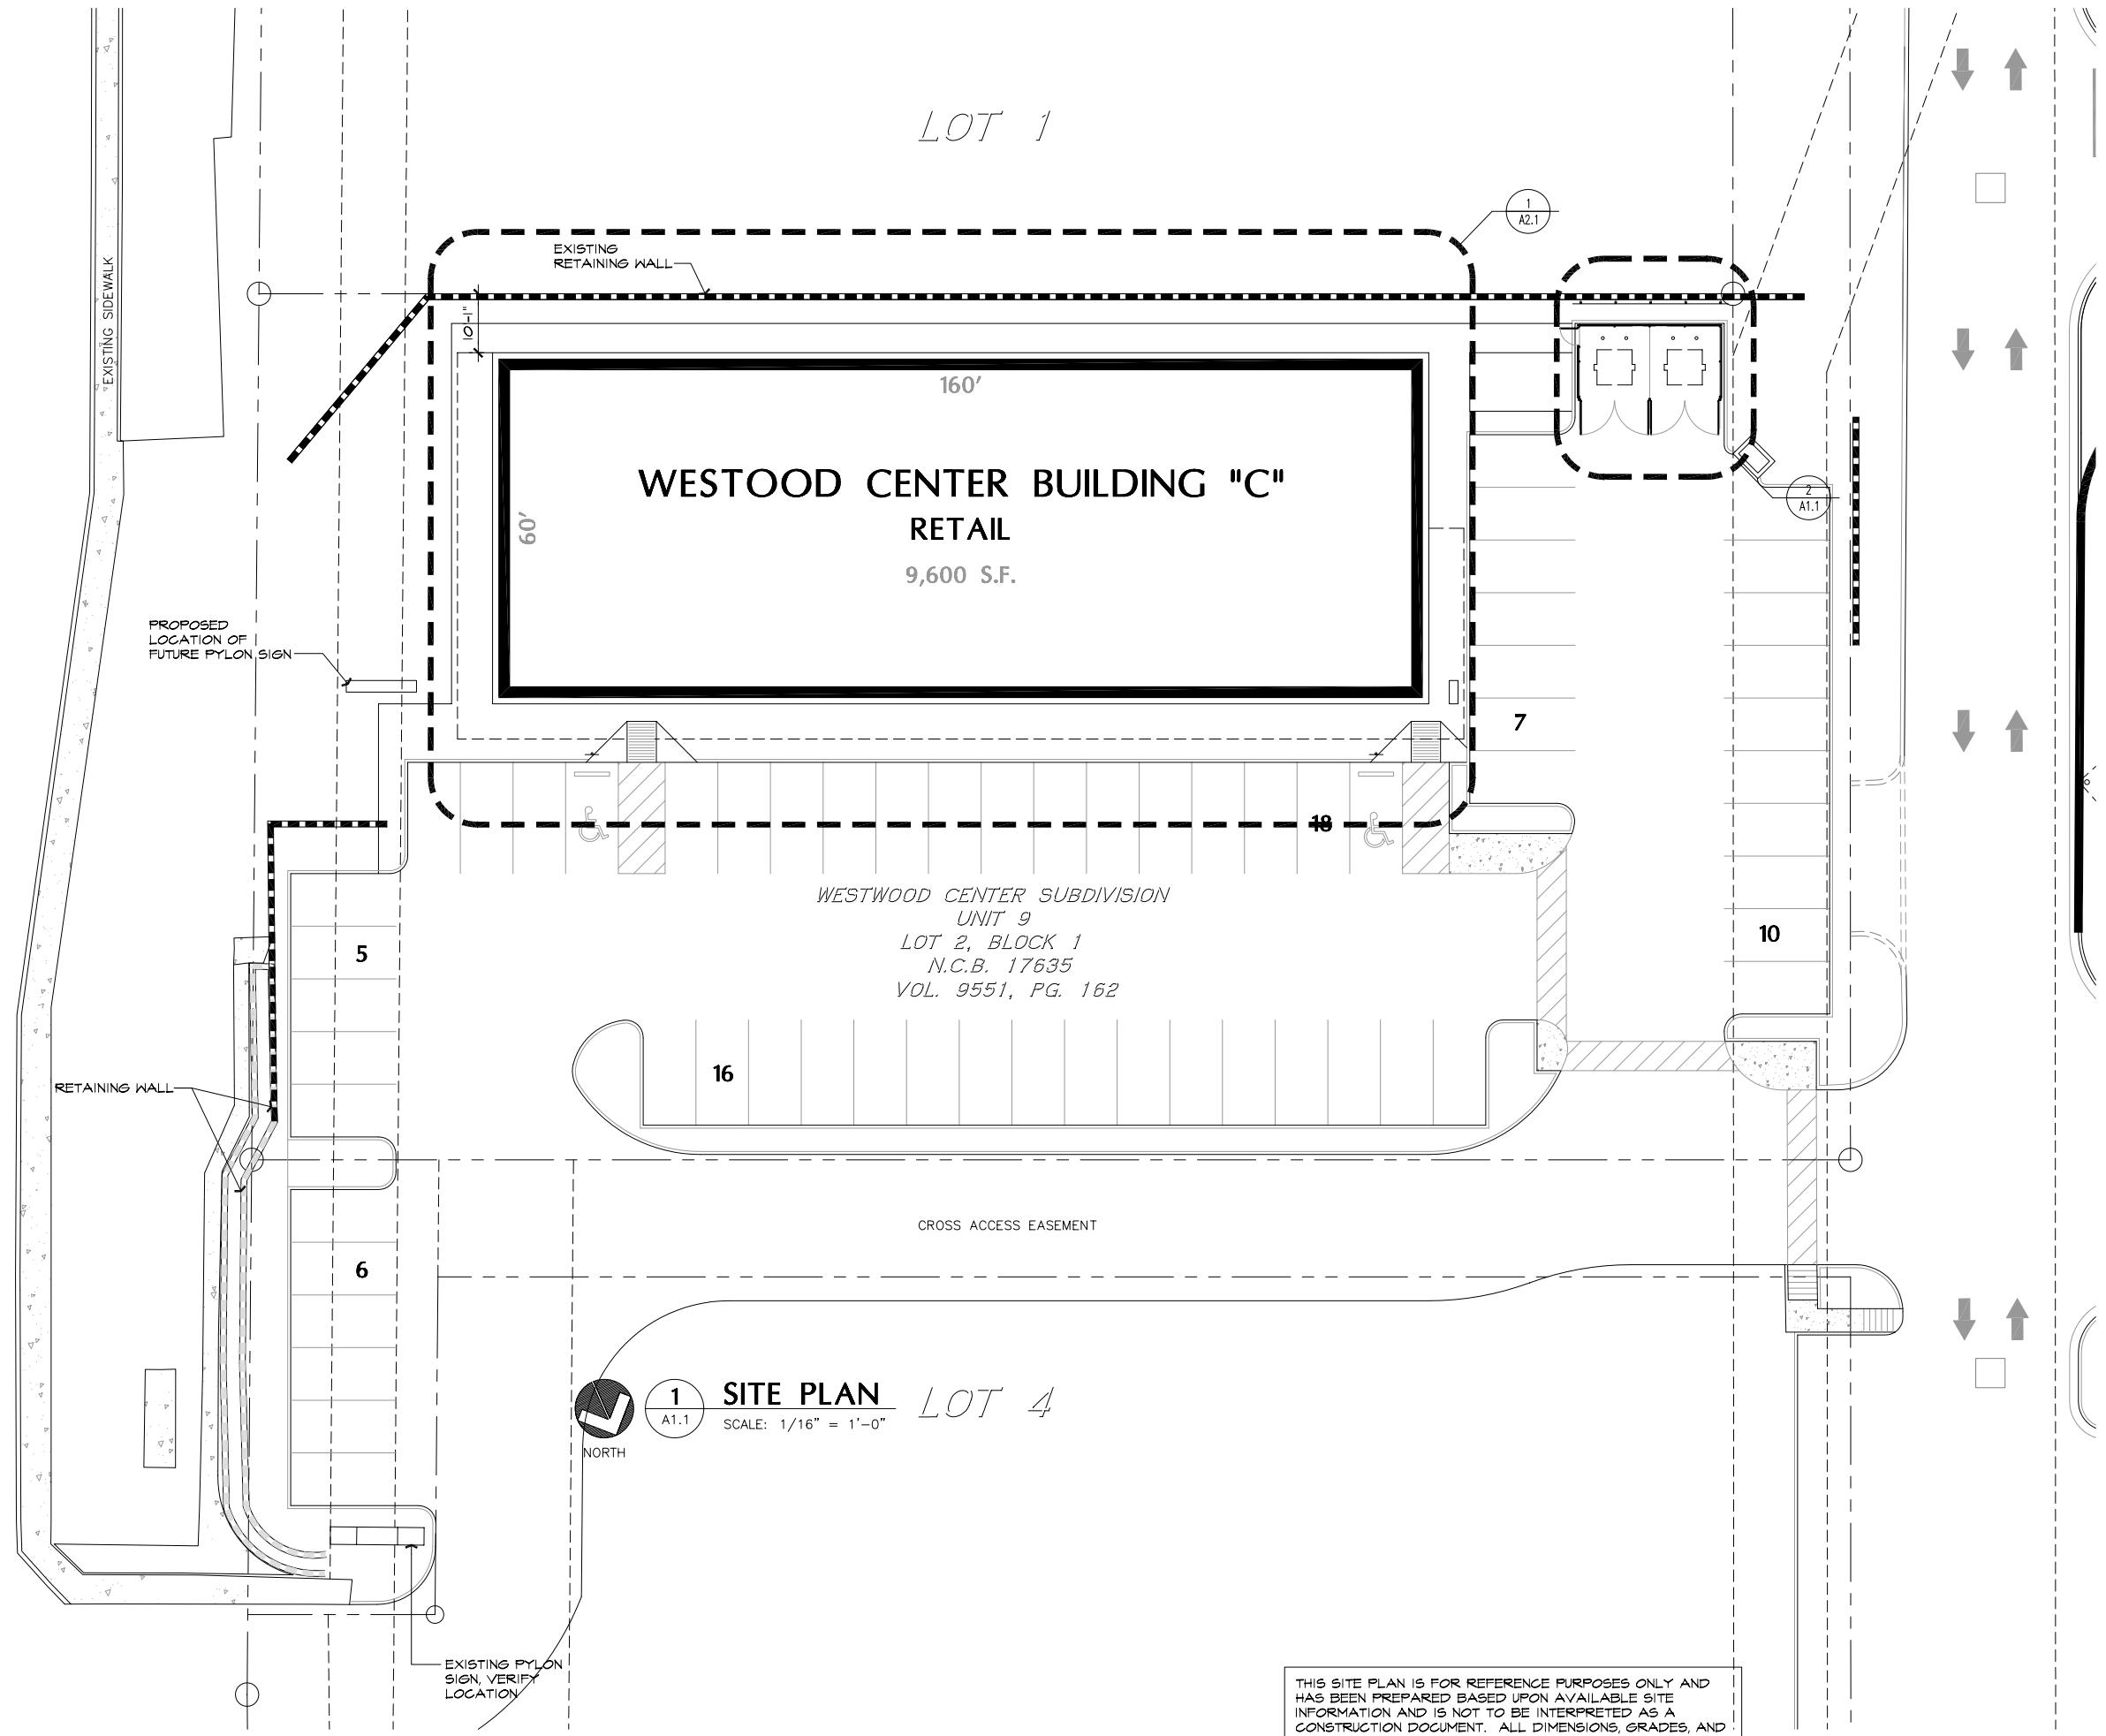 LOT 1
1
A2.1
EXISTING
RETAINING WALL
EXISTING SIDEWALK
10'-1"
160'
WESTOOD CENTER BUILDING "C"
RETAIL
9,600 S.F.
60'
2
A1.1
PROPOSED
LOCATION OF
FUTURE PYLON SIGN
7
18
WESTWOOD CENTER SUBDIVISION
UNIT 9
LOT 2, BLOCK 1
N.C.B. 17635
VOL. 9551, PG. 162
5
10
16
RETAINING WALL
CROSS ACCESS EASEMENT
6
1
A1.1
SITE PLAN
SCALE: 1/16" = 1'-0"
NORTH
LOT 4
EXISTING PYLON
SIGN, VERIFY
LOCATION
THIS SITE PLAN IS FOR REFERENCE PURPOSES ONLY AND
HAS BEEN PREPARED BASED UPON AVAILABLE SITE
INFORMATION AND IS NOT TO BE INTERPRETED AS A
CONSTRUCTION DOCUMENT. ALL DIMENSIONS, GRADES, AND